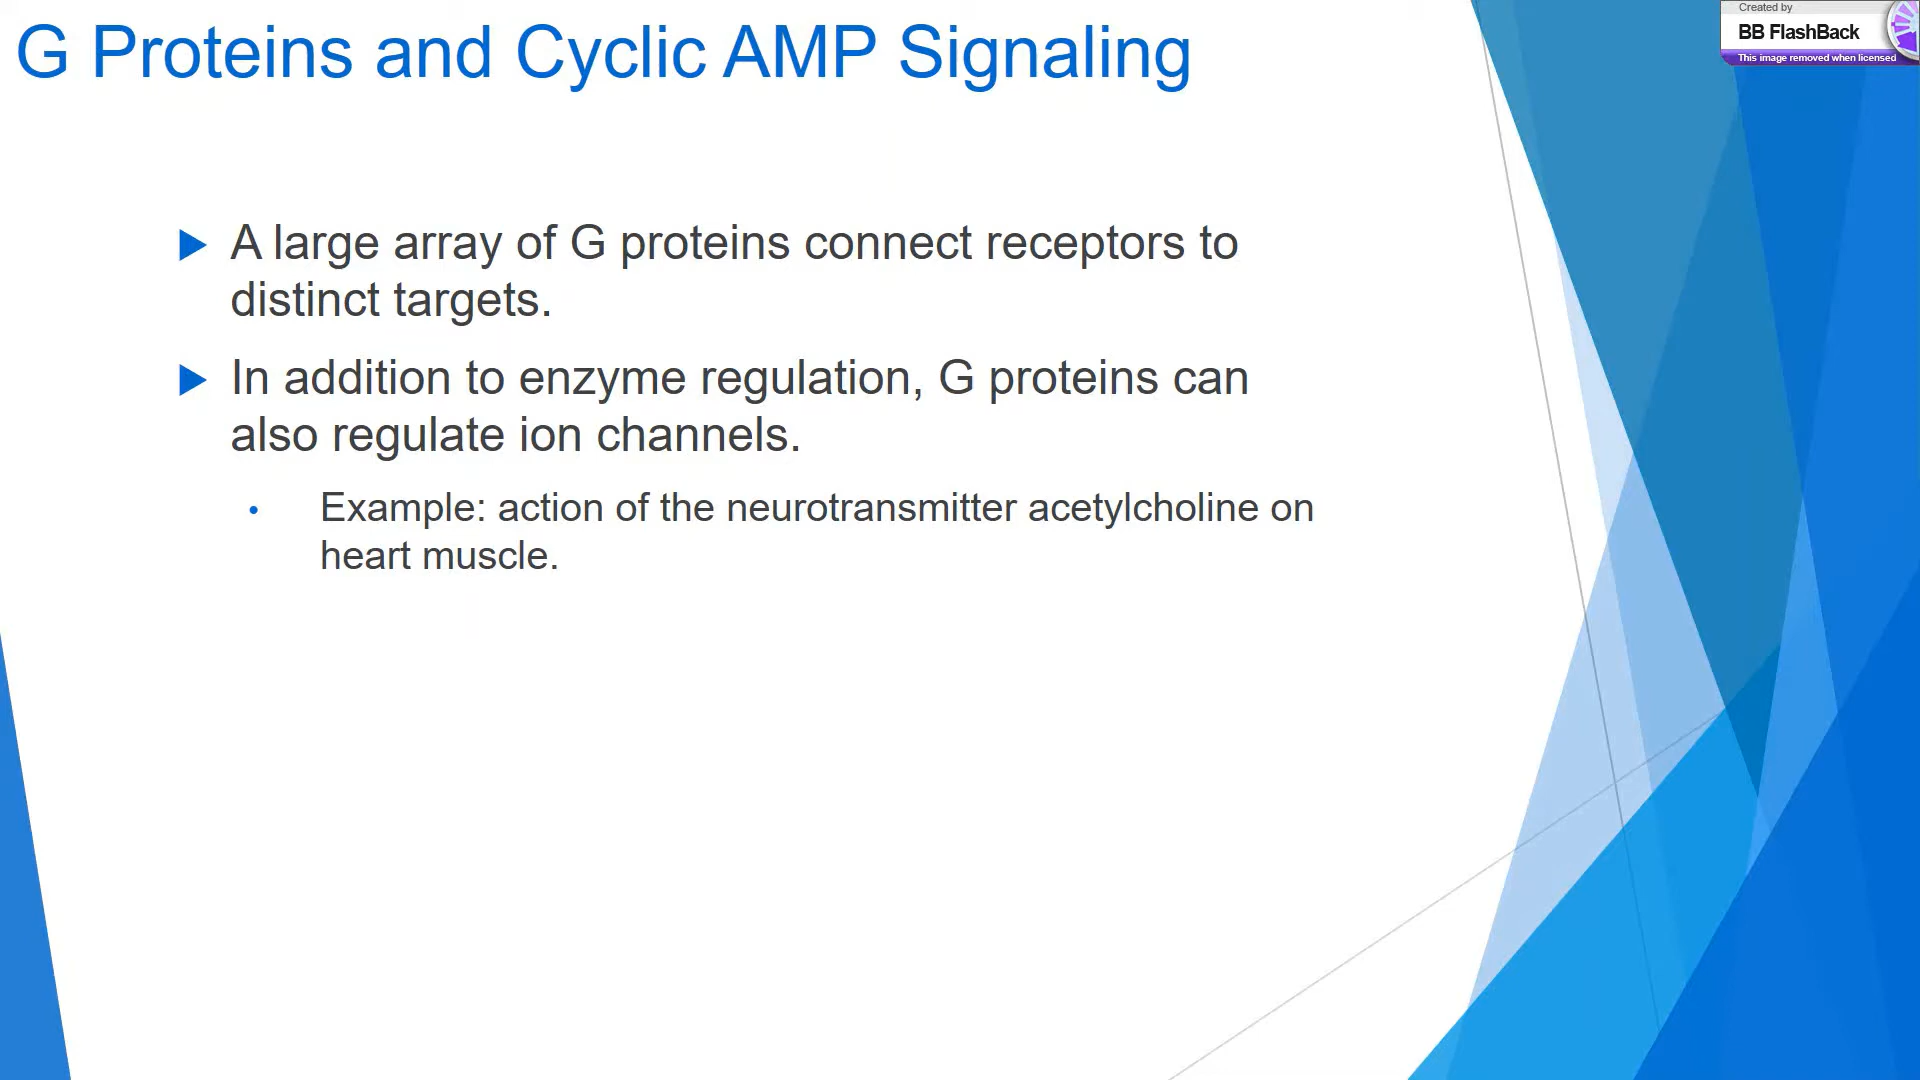 G Proteins and Cyclic AMP Signaling
Created by
BB FlashBack
This image removed when licensed
A large array of G proteins connect receptors to
distinct targets.
In addition to enzyme regulation, G proteins can
also regulate ion channels.
Example: action of the neurotransmitter acetylcholine on
heart muscle.